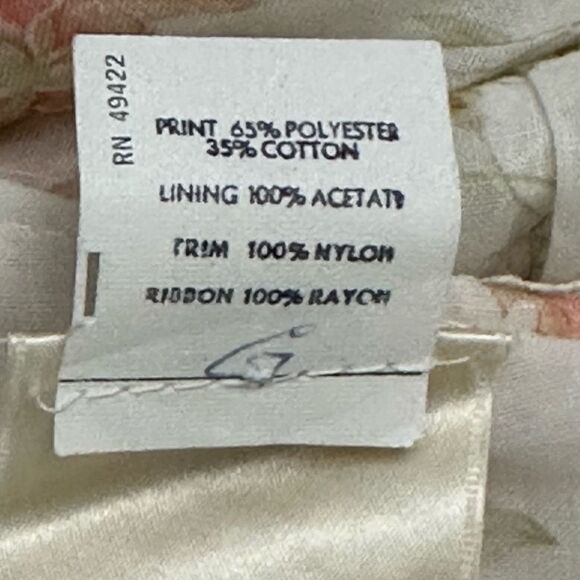 RN 49422
PRINT 65% POLYESTER
35% COTTON
LINING 100% ACETATE
TRIM 100% NYLON
RIBBON 100% RAYON